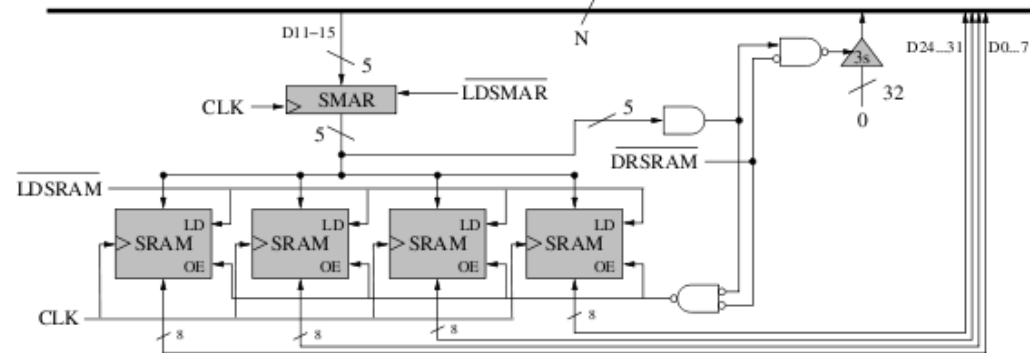 D11–15
N
D24...31
D0...7
5
3s
CLK
SMAR
LDSMAR
32
5
5
0
DRSRAM
LDSRAM
LD
LD
LD
LD
SRAM
SRAM
SRAM
SRAM
OE
OE
OE
OE
CLK
8
8
8
8